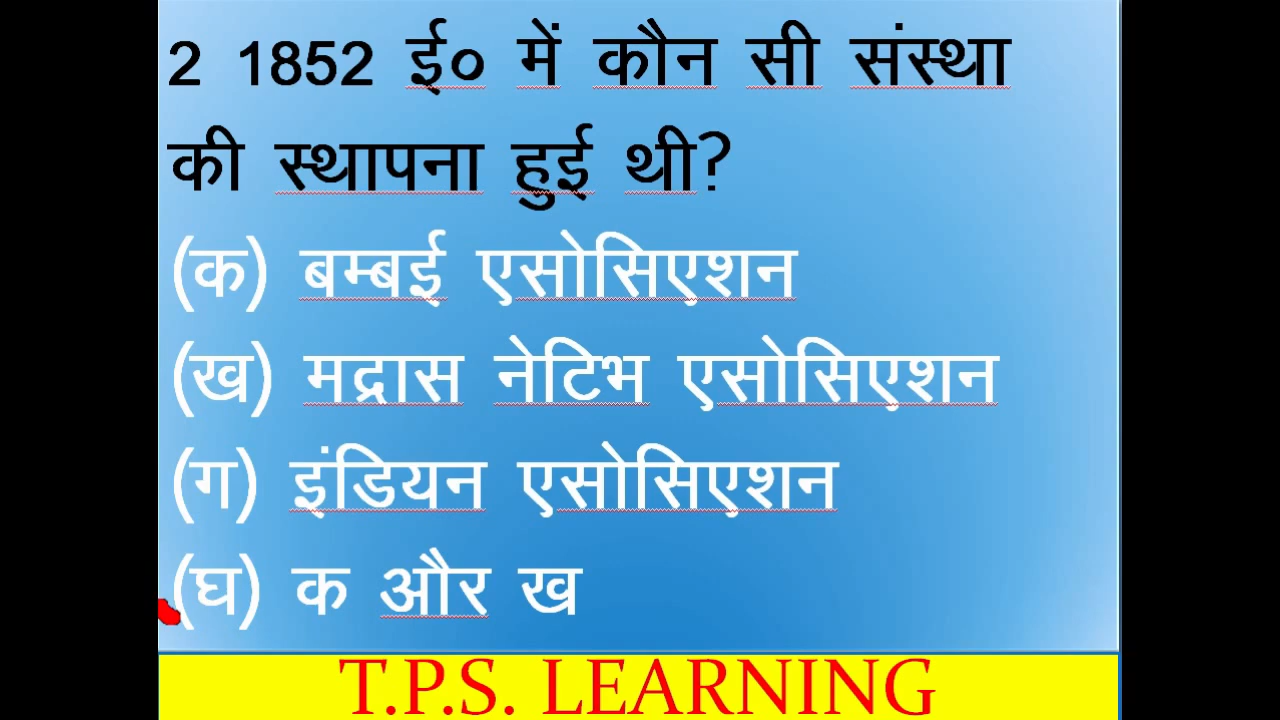 2 1852 ई० में कौन सी संस्था
की स्थापना हुई थी?
(क) बम्बई एसोसिएशन
(ख) मद्रास नेटिभ एसोसिएशन
(ग) इंडियन एसोसिएशन
(घ) क और ख
T.P.S. LEARNING